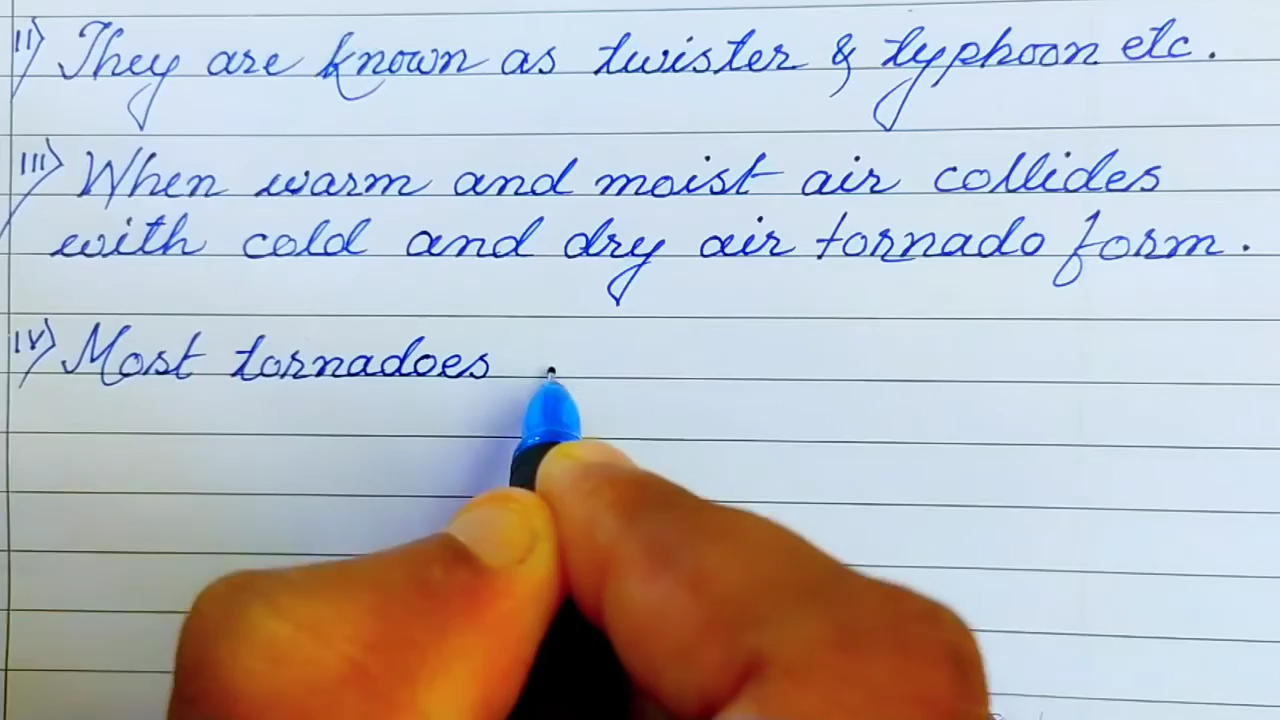 ii) They are known as twister & typhoon etc.
iii) When warm and moist air collides
with cold and dry air tornado form.
iv) Most tornadoes